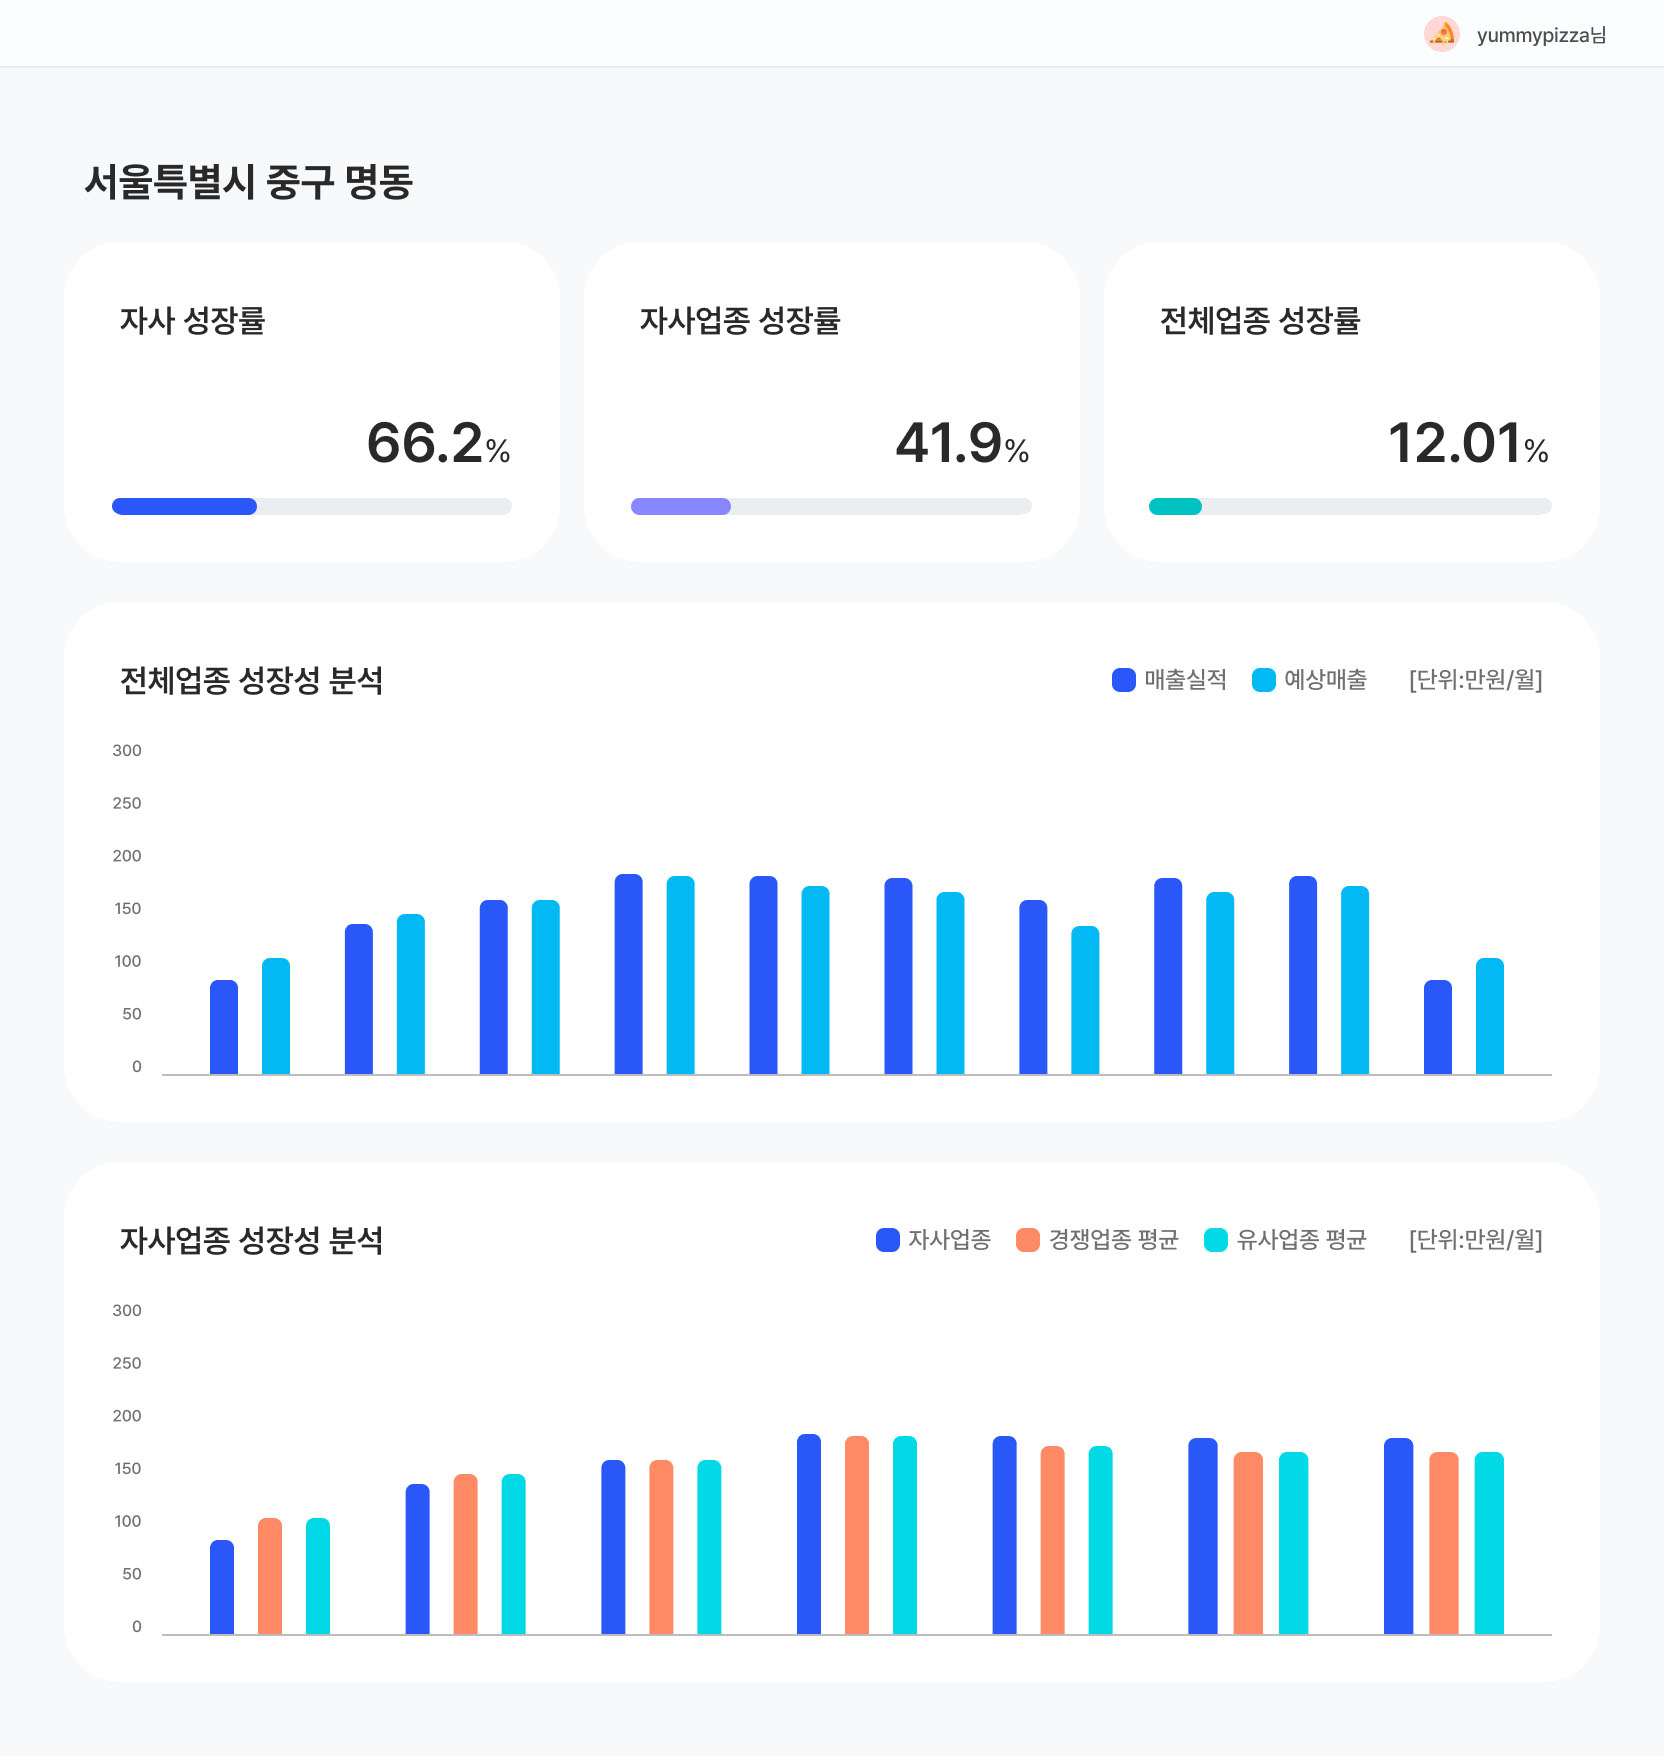 yummypizza님
서울특별시 중구 명동
자사 성장률
66.2%
자사업종 성장률
41.9%
전체업종 성장률
12.01%
전체업종 성장성 분석
매출실적 예상매출 [단위:만원/월]
300
250
200
150
100
50
0
자사업종 성장성 분석
자사업종 경쟁업종 평균 유사업종 평균 [단위:만원/월]
300
250
200
150
100
50
0